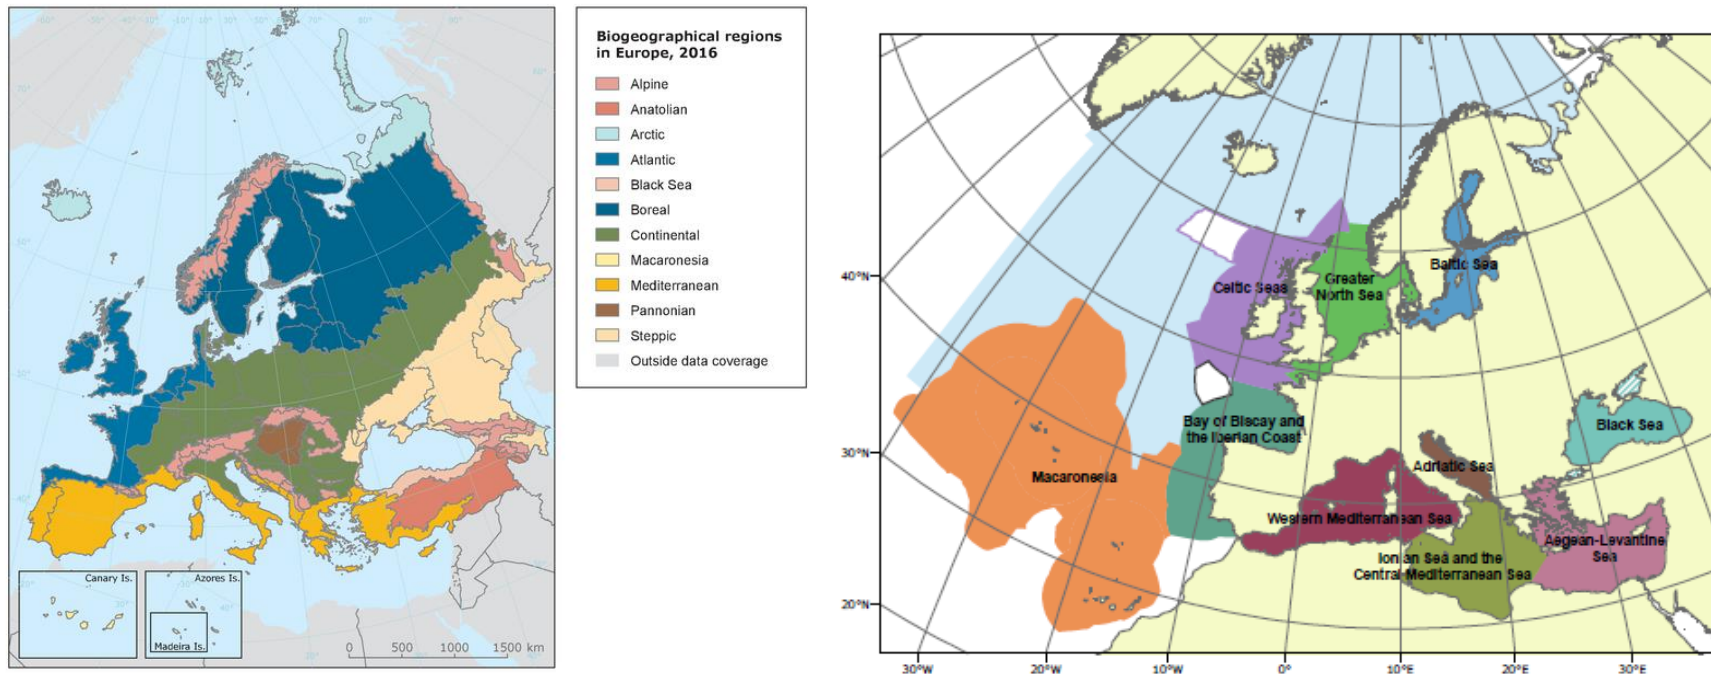 Biogeographical regions
in Europe, 2016
Alpine
Anatolian
Arctic
Atlantic
Black Sea
Boreal
Continental
Macaronesia
Mediterranean
Pannonian
Steppic
Outside data coverage
Canary Is.
Azores Is.
Madeira Is.
0 500 1000 1500 km
40°N
30°N
20°N
30°W 20°W 10°W 0° 10°E 20°E 30°E
Celtic Seas
Greater
North Sea
Baltic Sea
Bay of Biscay and
the Iberian Coast
Black Sea
Macaronesia
Adriatic Sea
Western Mediterranean Sea
Ionian Sea and the
Central Mediterranean Sea
Aegean-Levantine
Sea